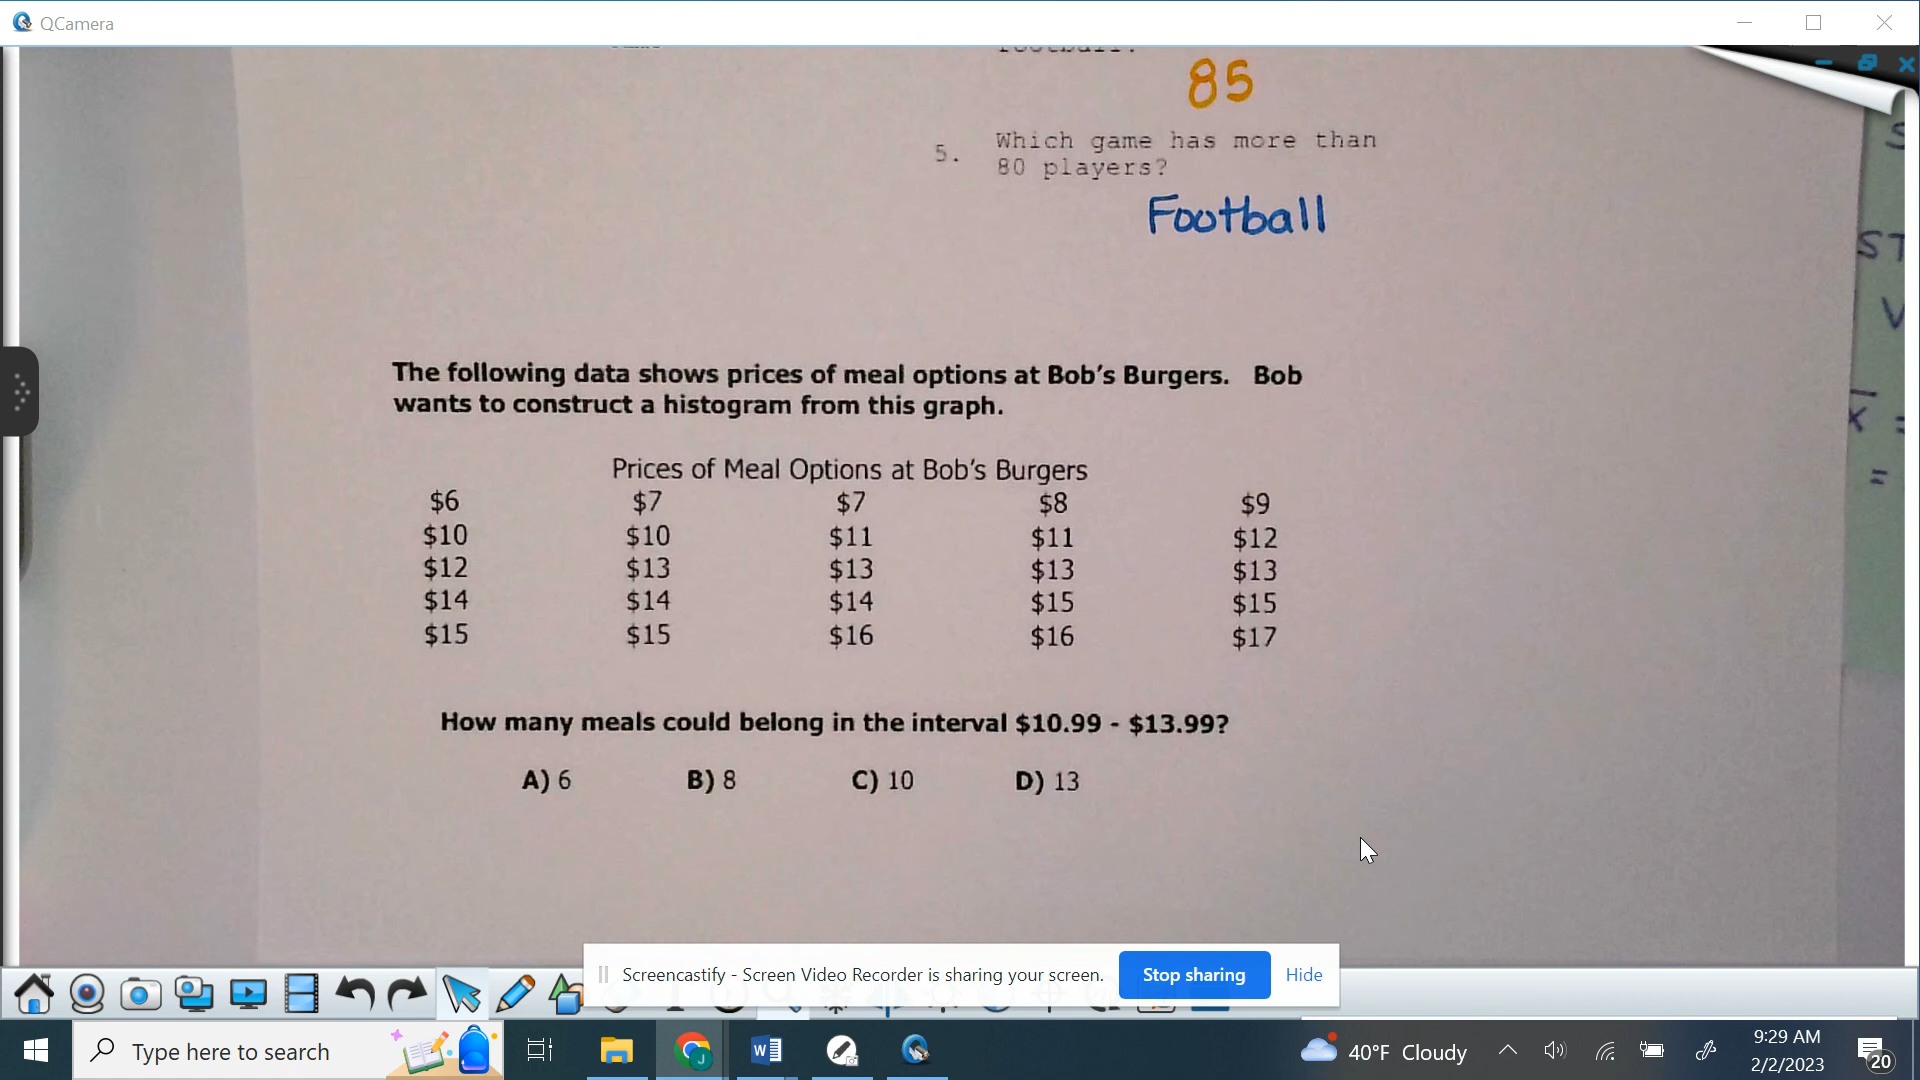 QCamera
85
5. Which game has more than
80 players?
Football
The following data shows prices of meal options at Bob's Burgers. Bob
wants to construct a histogram from this graph.
Prices of Meal Options at Bob's Burgers
$6 $7 $7 $8 $9
$10 $10 $11 $11 $12
$12 $13 $13 $13 $13
$14 $14 $14 $15 $15
$15 $15 $16 $16 $17
How many meals could belong in the interval $10.99 - $13.99?
A) 6 B) 8 C) 10 D) 13
Screencastify - Screen Video Recorder is sharing your screen. Stop sharing Hide
Type here to search
40°F Cloudy
9:29 AM
2/2/2023
20